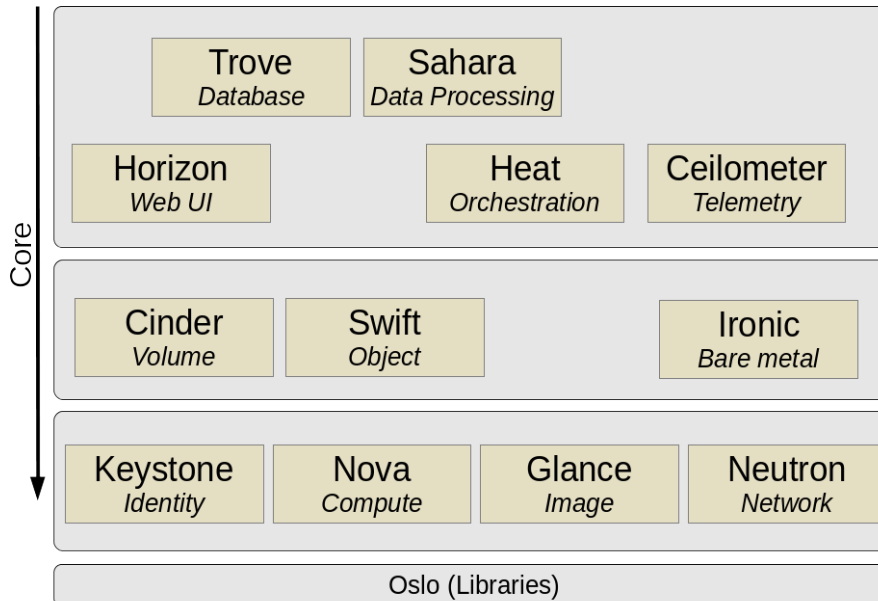 Trove
Database
Sahara
Data Processing
Horizon
Web UI
Heat
Orchestration
Ceilometer
Telemetry
Core
Cinder
Volume
Swift
Object
Ironic
Bare metal
Keystone
Identity
Nova
Compute
Glance
Image
Neutron
Network
Oslo (Libraries)